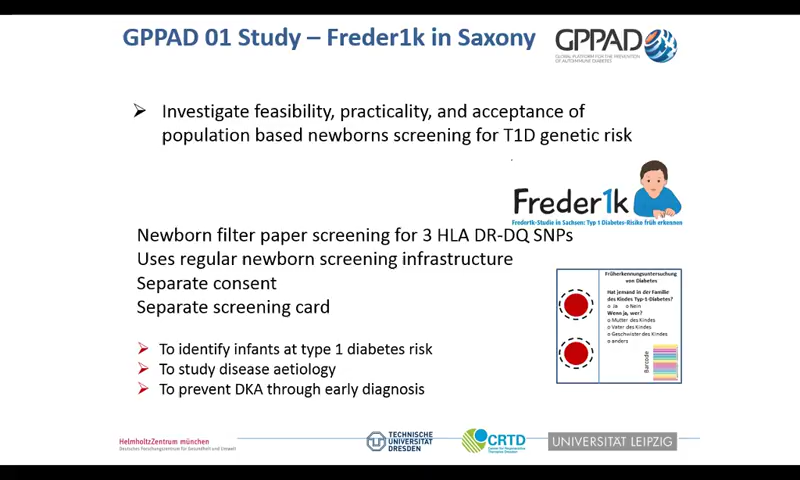 GPPAD 01 Study – Freder1k in Saxony
GPPAD
GLOBAL PLATFORM FOR THE PREVENTION
OF AUTOIMMUNE DIABETES
Investigate feasibility, practicality, and acceptance of
population based newborns screening for T1D genetic risk
Freder1k
Freder1k-Studie in Sachsen: Typ 1 Diabetes-Risiko früh erkennen
Newborn filter paper screening for 3 HLA DR-DQ SNPs
Uses regular newborn screening infrastructure
Separate consent
Separate screening card
Früherkennungsuntersuchung
von Diabetes
Hat jemand in der Familie
des Kindes Typ-1-Diabetes?
o Ja o Nein
Wenn ja, wer?
o Mutter des Kindes
o Vater des Kindes
o Geschwister des Kindes
o anders
Barcode
To identify infants at type 1 diabetes risk
To study disease aetiology
To prevent DKA through early diagnosis
HelmholtzZentrum münchen
Deutsches Forschungszentrum für Gesundheit und Umwelt
TECHNISCHE
UNIVERSITÄT
DRESDEN
CRTD
Center for Regenerative
Therapies Dresden
UNIVERSITÄT LEIPZIG